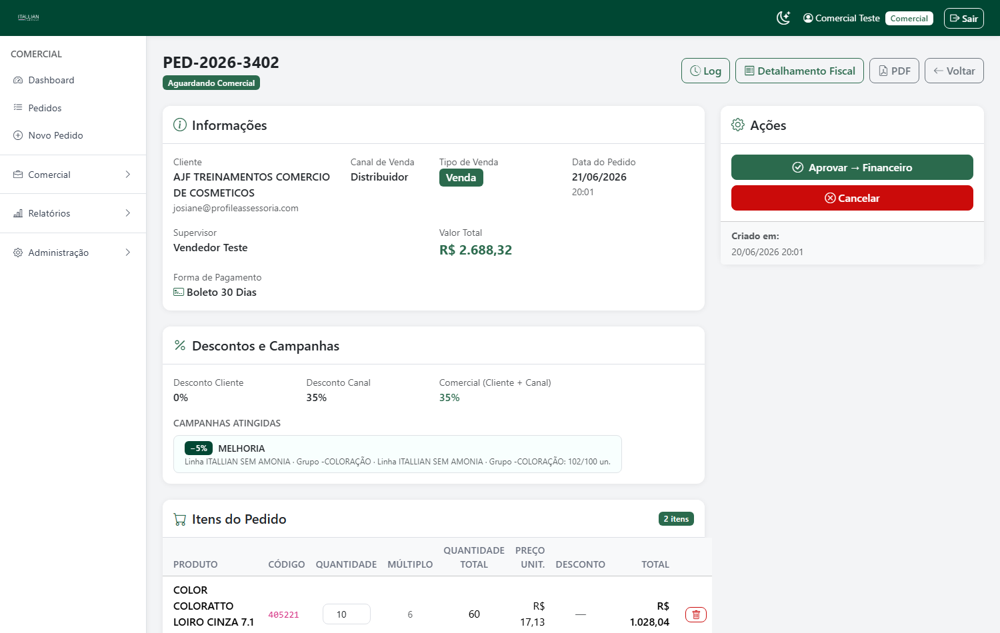 ITALLIAN
Comercial Teste
Comercial
Sair
COMERCIAL
Dashboard
Pedidos
Novo Pedido
Comercial
Relatórios
Administração
PED-2026-3402
Aguardando Comercial
Log
Detalhamento Fiscal
PDF
Voltar
Informações
Cliente
AJF TREINAMENTOS COMERCIO
DE COSMETICOS
josiane@profileassessoria.com
Canal de Venda
Distribuidor
Tipo de Venda
Venda
Data do Pedido
21/06/2026
20:01
Supervisor
Vendedor Teste
Valor Total
R$ 2.688,32
Forma de Pagamento
Boleto 30 Dias
Ações
Aprovar → Financeiro
Cancelar
Criado em:
20/06/2026 20:01
Descontos e Campanhas
Desconto Cliente
0%
Desconto Canal
35%
Comercial (Cliente + Canal)
35%
CAMPANHAS ATINGIDAS
−5% MELHORIA
Linha ITALLIAN SEM AMONIA · Grupo -COLORAÇÃO · Linha ITALLIAN SEM AMONIA · Grupo -COLORAÇÃO: 102/100 un.
Itens do Pedido
2 itens
PRODUTO
CÓDIGO
QUANTIDADE
MÚLTIPLO
QUANTIDADE
TOTAL
PREÇO
UNIT.
DESCONTO
TOTAL
COLOR
COLORATTO
LOIRO CINZA 7.1
405221
10
6
60
R$
17,13
—
R$
1.028,04